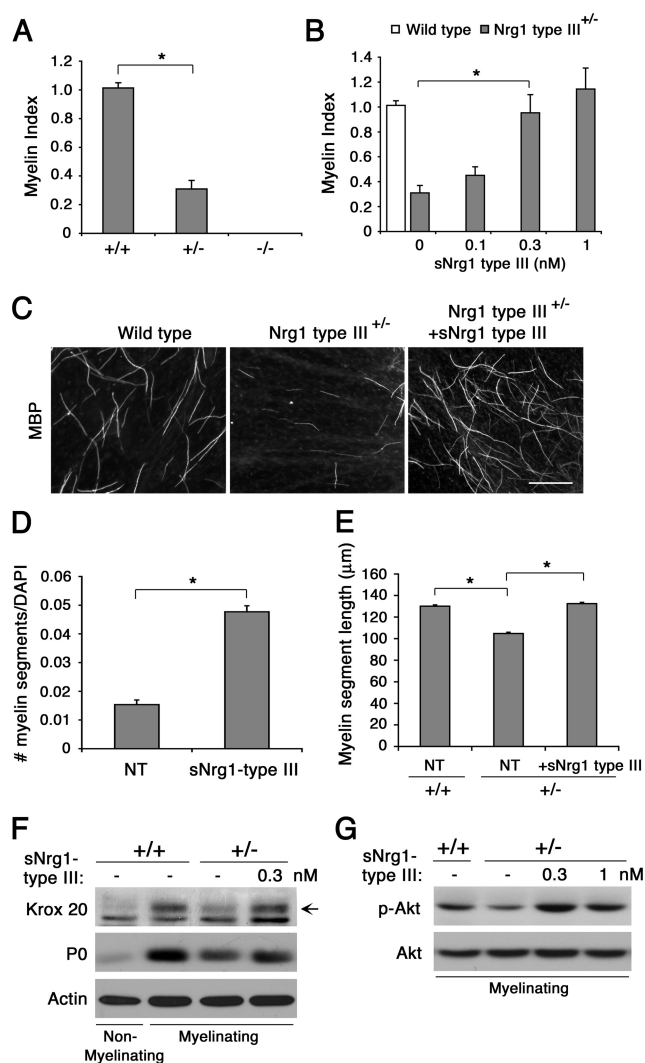 A
Myelin Index
1.2
1.0
0.8
0.6
0.4
0.2
0
*
+/+ +/- -/-
B
Wild type Nrg1 type III+/-
Myelin Index
1.4
1.2
1.0
0.8
0.6
0.4
0.2
0
*
0 0.1 0.3 1
sNrg1 type III (nM)
C
Wild type
Nrg1 type III +/-
Nrg1 type III +/-
+sNrg1 type III
MBP
D
# myelin segments/DAPI
0.06
0.05
0.04
0.03
0.02
0.01
0
*
NT sNrg1-type III
E
Myelin segment length (µm)
160
140
120
100
80
60
40
20
0
* *
NT NT +sNrg1 type III
+/+ +/-
F
+/+ +/-
sNrg1-
type III: - - - 0.3 nM
Krox 20
P0
Actin
Non-
Myelinating
Myelinating
G
+/+ +/-
sNrg1-
type III: - - 0.3 1 nM
p-Akt
Akt
Myelinating